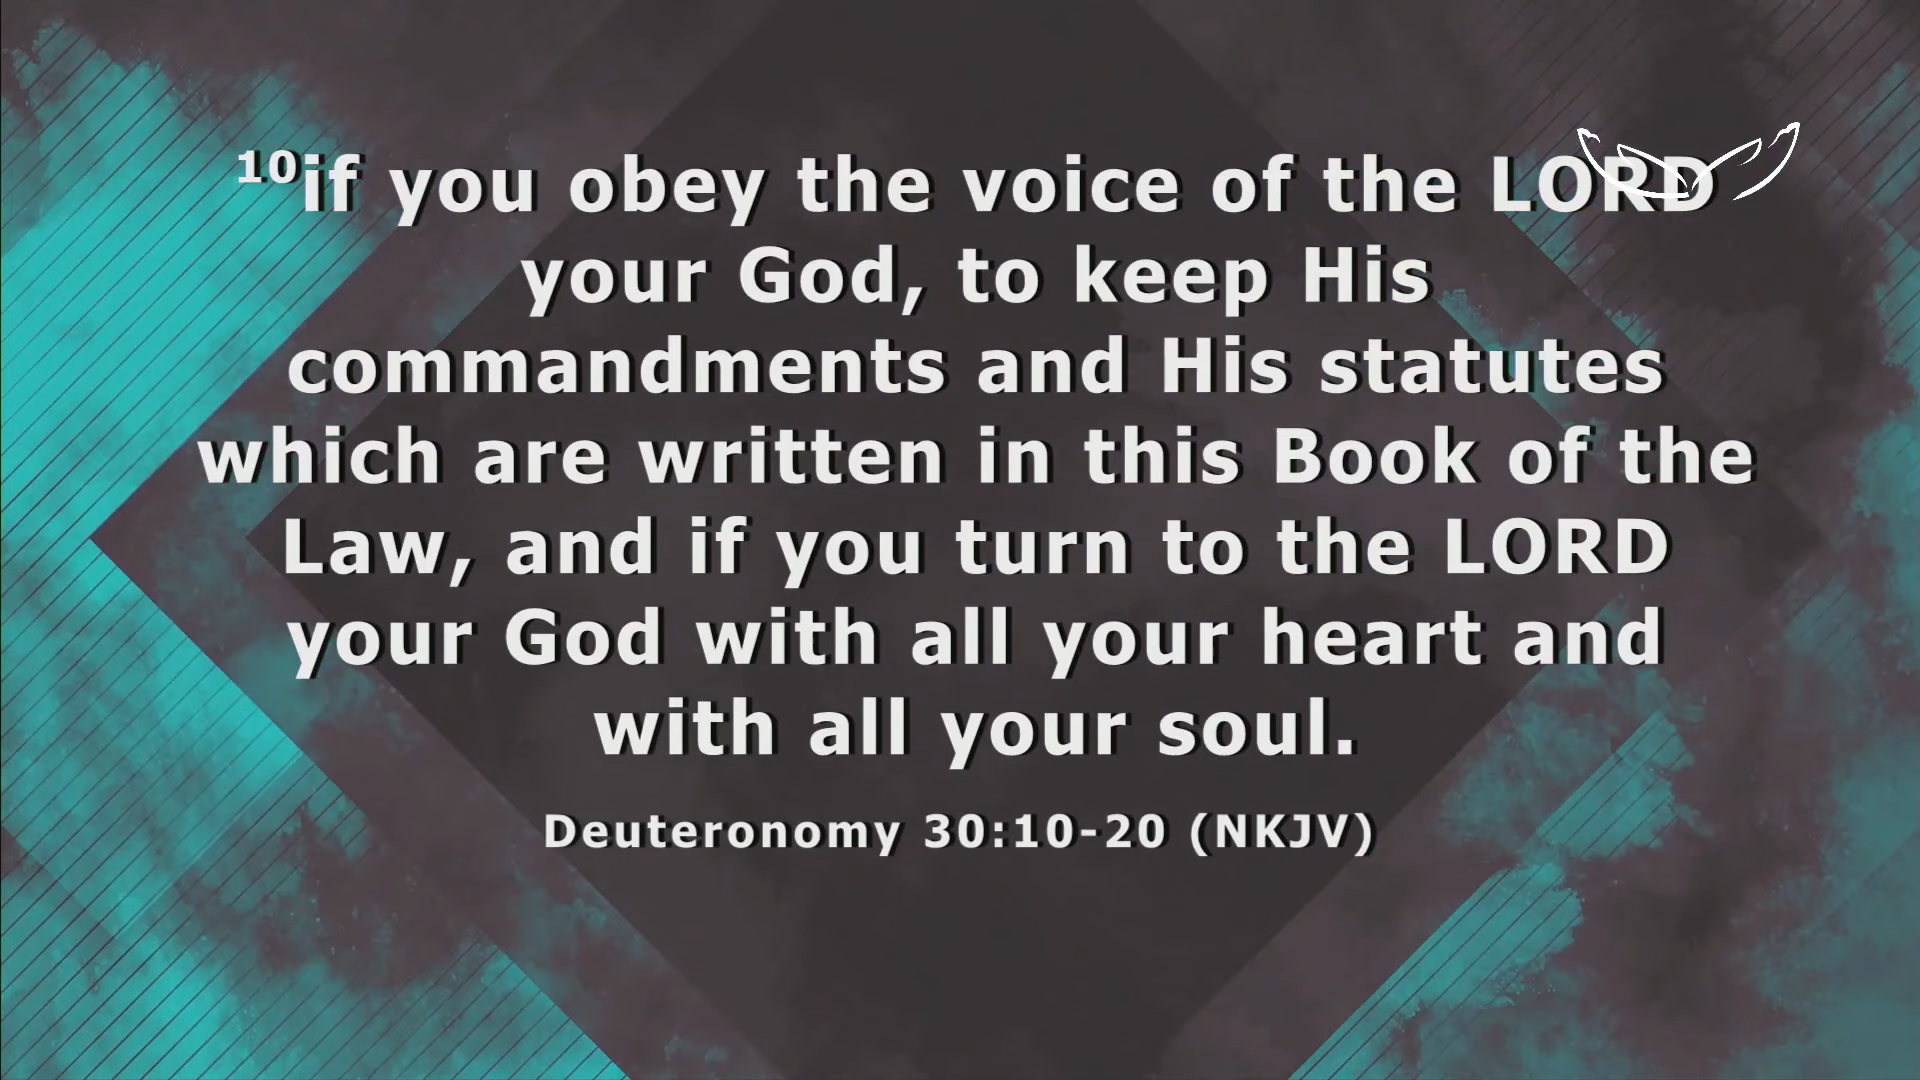 10if you obey the voice of the LORD
your God, to keep His
commandments and His statutes
which are written in this Book of the
Law, and if you turn to the LORD
your God with all your heart and
with all your soul.
Deuteronomy 30:10-20 (NKJV)